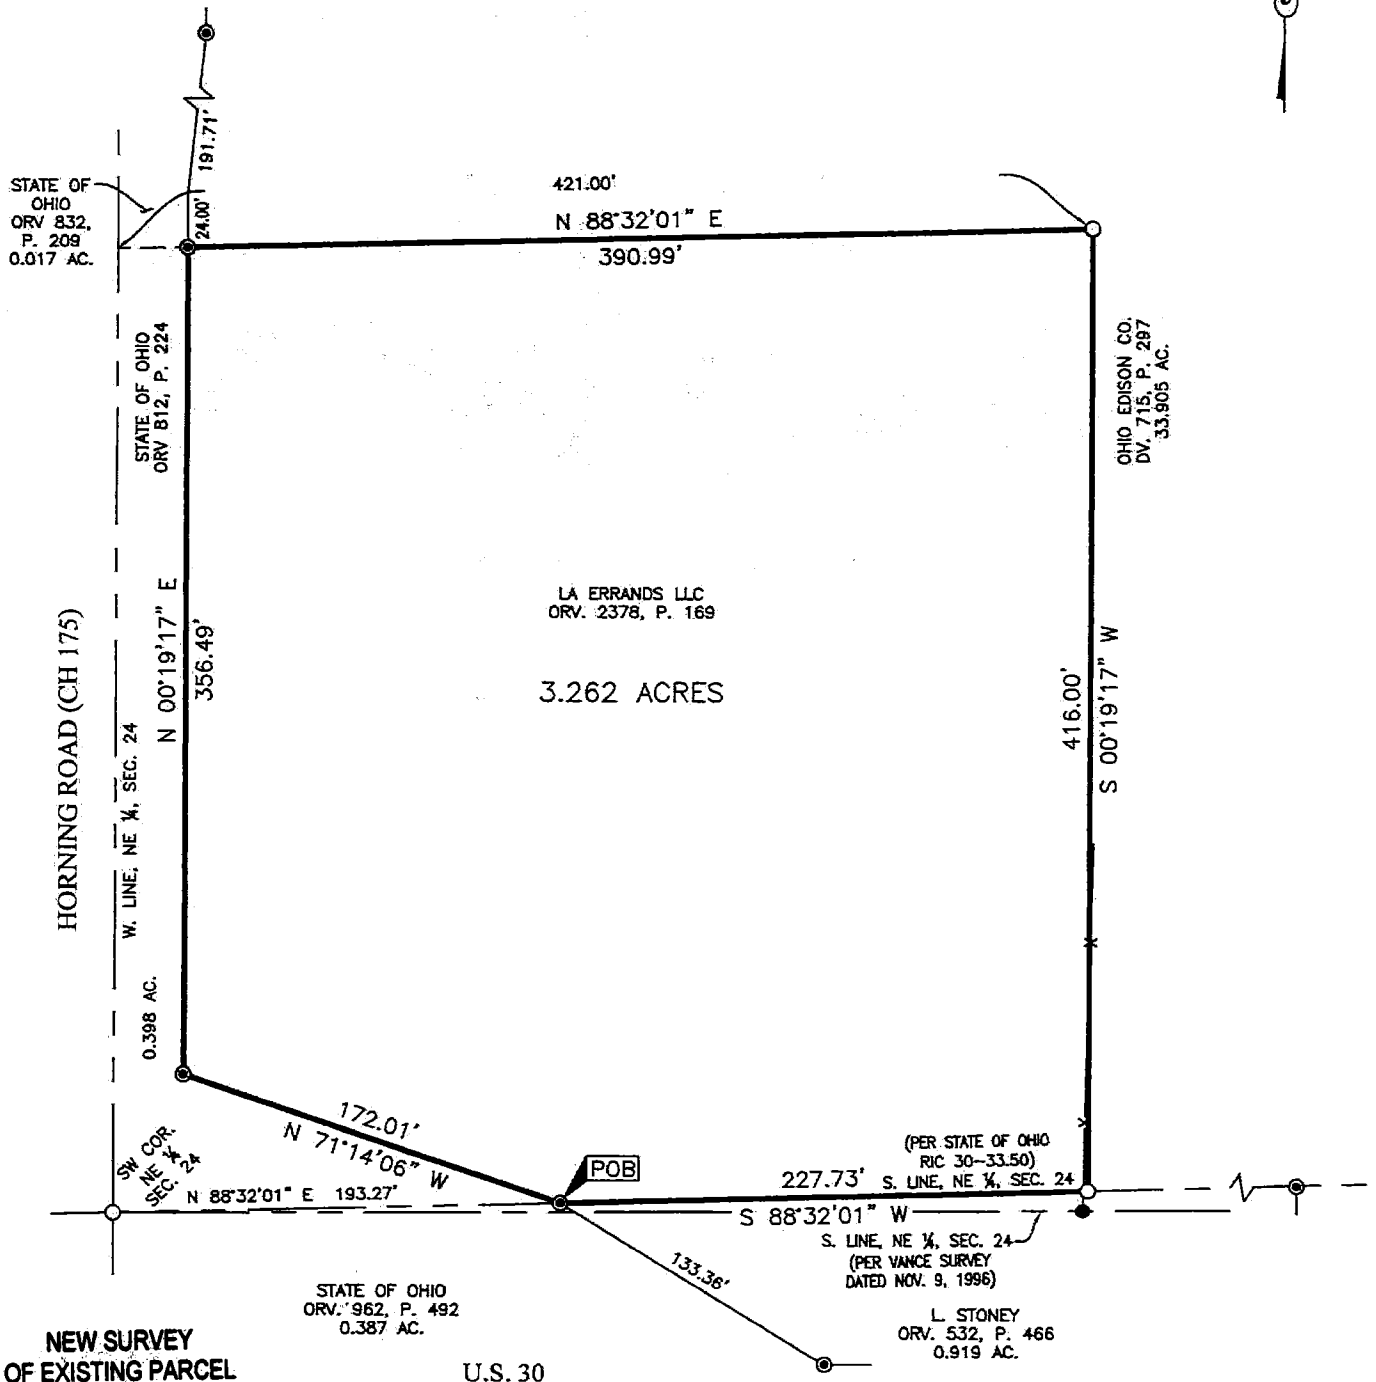 191.71'
STATE OF
OHIO
ORV 832,
P. 209
0.017 AC.
24.00'
421.00'
N 88°32'01" E
390.99'
STATE OF OHIO
ORV 812, P. 224
OHIO EDISON CO.
DV. 715, P. 297
33.905 AC.
N 00°19'17" E
356.49'
LA ERRANDS LLC
ORV. 2378, P. 169
3.262 ACRES
HORNING ROAD (CH 175)
W. LINE, NE ¼, SEC. 24
416.00'
S 00°19'17" W
0.398 AC.
172.01'
N 71°14'06" W
SW COR.
NE ¼
SEC. 24
N 88°32'01" E 193.27'
POB
(PER STATE OF OHIO
RIC 30-33.50)
227.73' S. LINE, NE ¼, SEC. 24
S 88°32'01" W
S. LINE, NE ¼, SEC. 24
(PER VANCE SURVEY
DATED NOV. 9, 1996)
133.36'
STATE OF OHIO
ORV. 962, P. 492
0.387 AC.
L. STONEY
ORV. 532, P. 466
0.919 AC.
NEW SURVEY
OF EXISTING PARCEL
U.S. 30